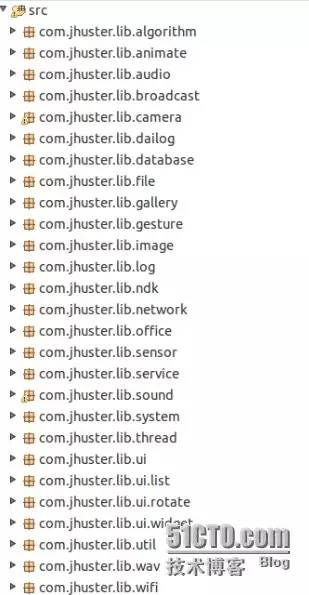 src
com.jhuster.lib.algorithm
com.jhuster.lib.animate
com.jhuster.lib.audio
com.jhuster.lib.broadcast
com.jhuster.lib.camera
com.jhuster.lib.dailog
com.jhuster.lib.database
com.jhuster.lib.file
com.jhuster.lib.gallery
com.jhuster.lib.gesture
com.jhuster.lib.image
com.jhuster.lib.log
com.jhuster.lib.ndk
com.jhuster.lib.network
com.jhuster.lib.office
com.jhuster.lib.sensor
com.jhuster.lib.service
com.jhuster.lib.sound
com.jhuster.lib.system
com.jhuster.lib.thread
com.jhuster.lib.ui
com.jhuster.lib.ui.list
com.jhuster.lib.ui.rotate
com.jhuster.lib.ui.widget
com.jhuster.lib.util
51CTO.com
com.jhuster.lib.wav
技术博客 Blog
com.jhuster.lib.wifi